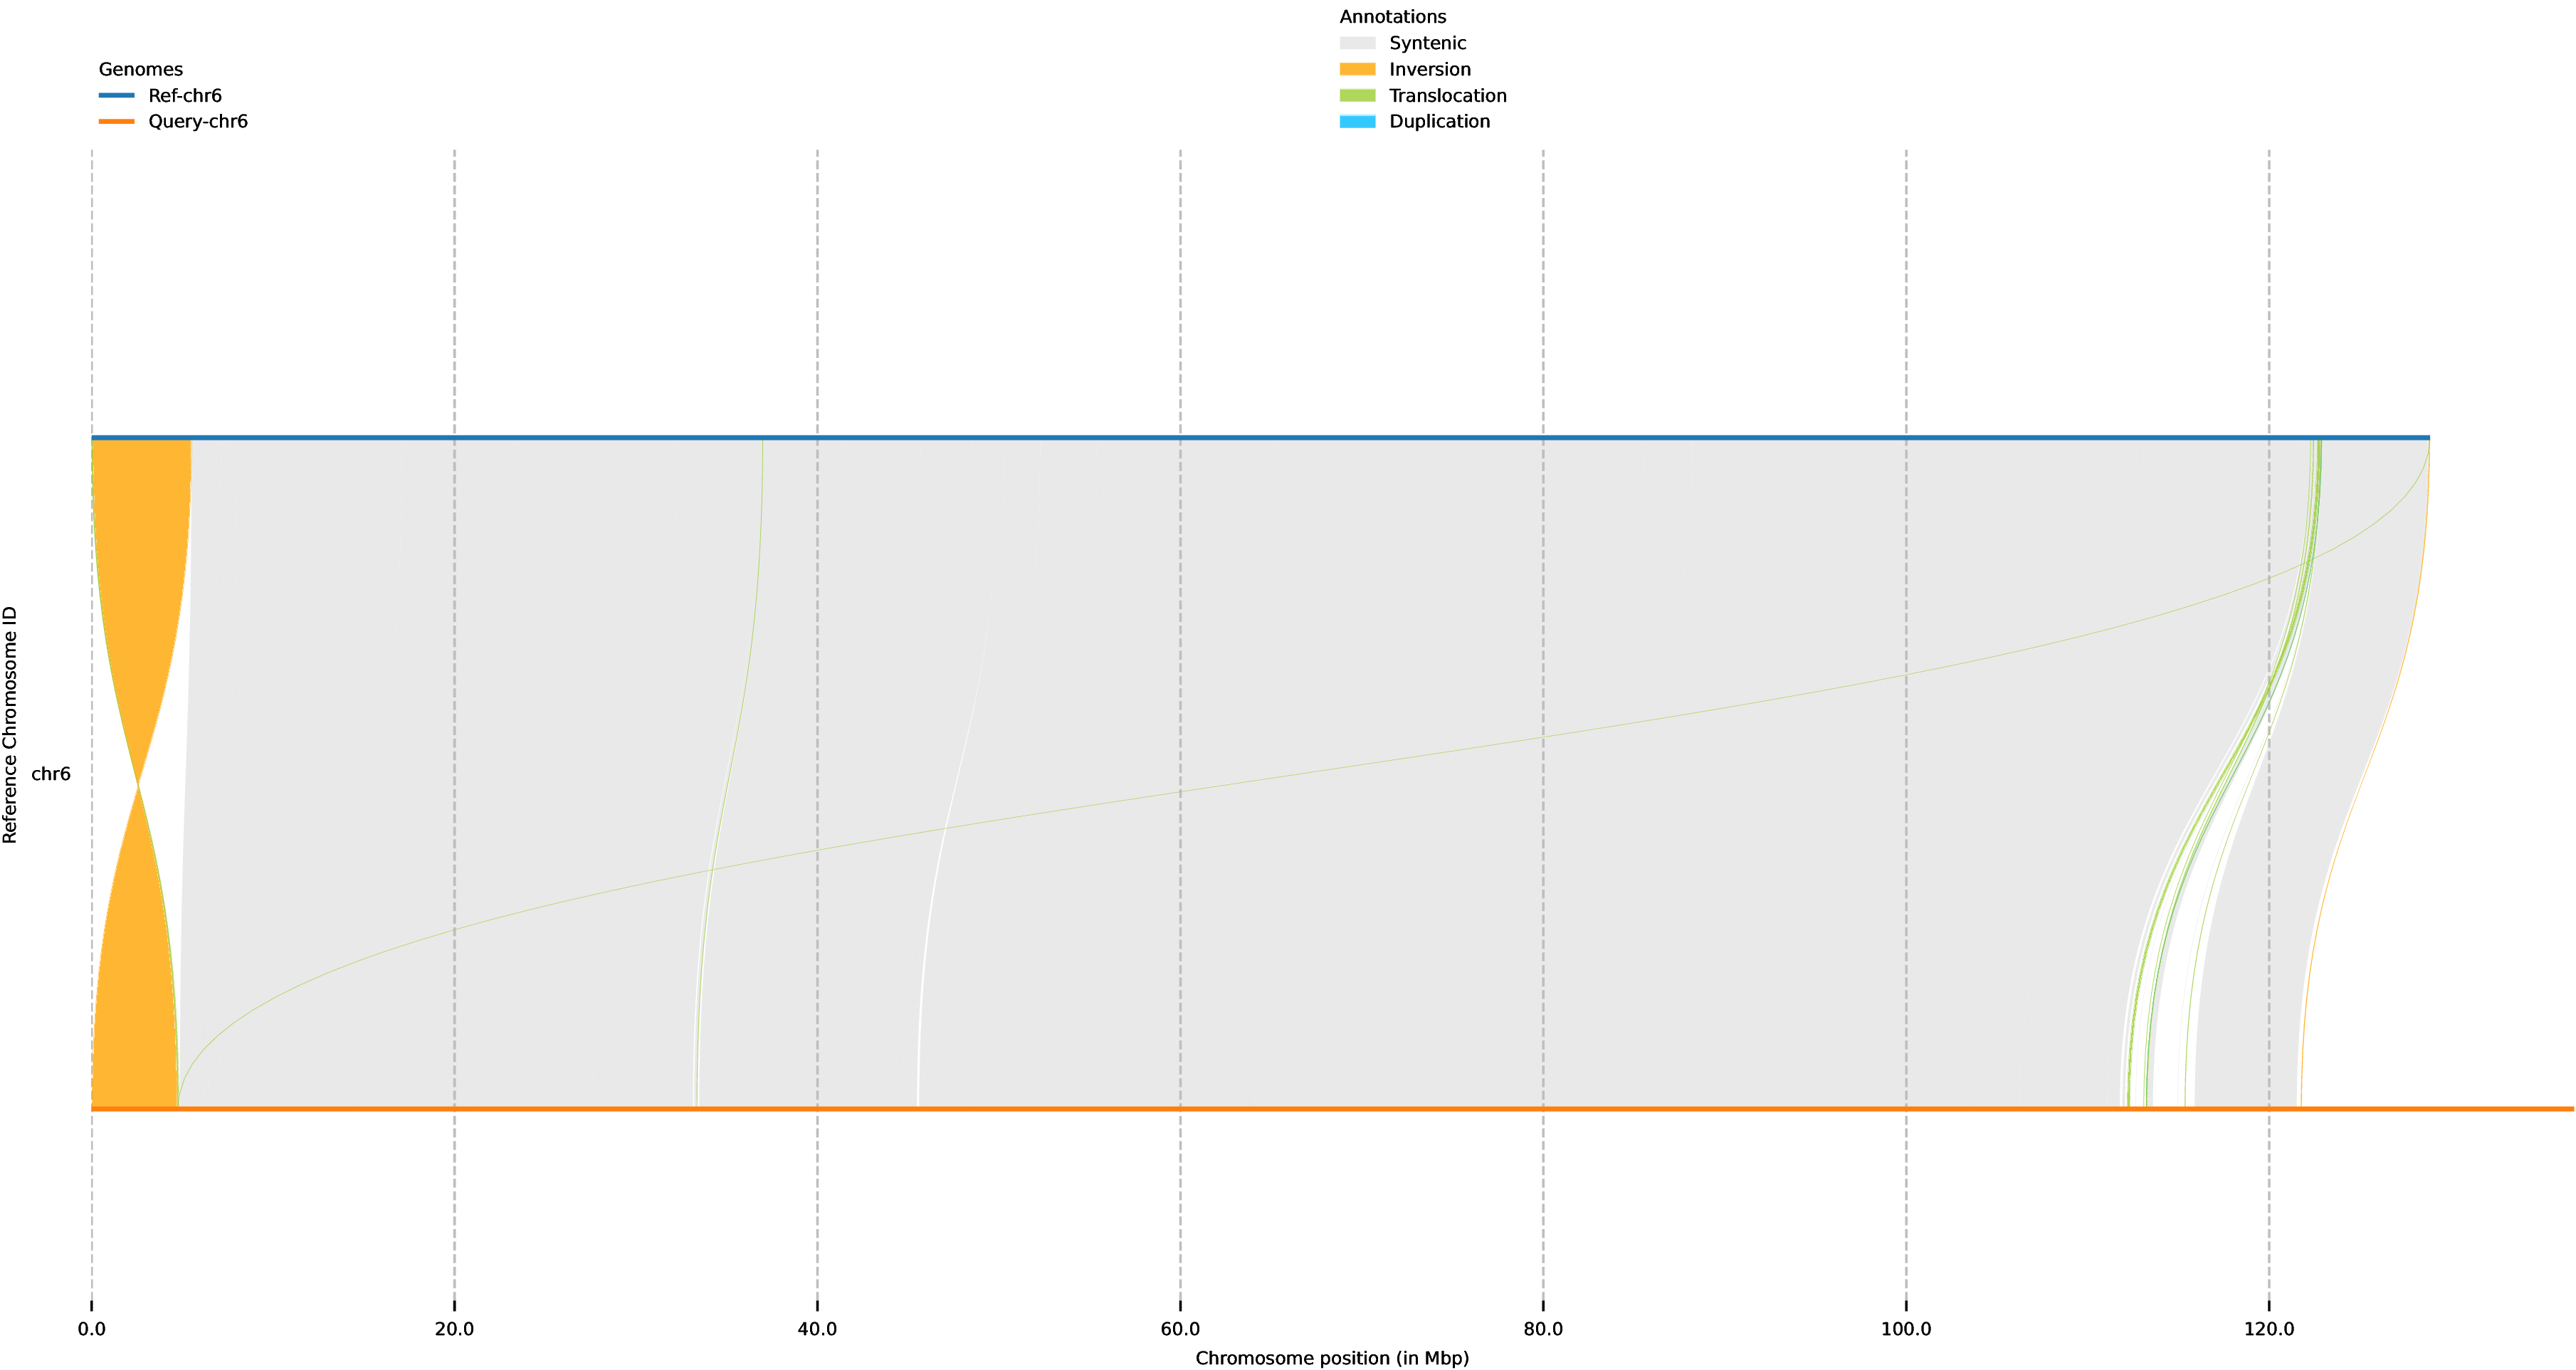 Genomes
Ref-chr6
Query-chr6
Annotations
Syntenic
Inversion
Translocation
Duplication
Reference Chromosome ID
chr6
0.0 20.0 40.0 60.0 80.0 100.0 120.0
Chromosome position (in Mbp)